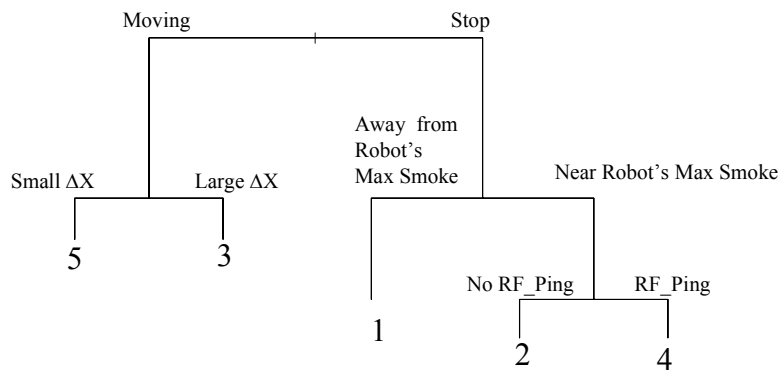 Moving
Stop
Away from
Robot's
Max Smoke
Small ΔX
Large ΔX
Near Robot's Max Smoke
5
3
No RF_Ping
RF_Ping
1
2
4